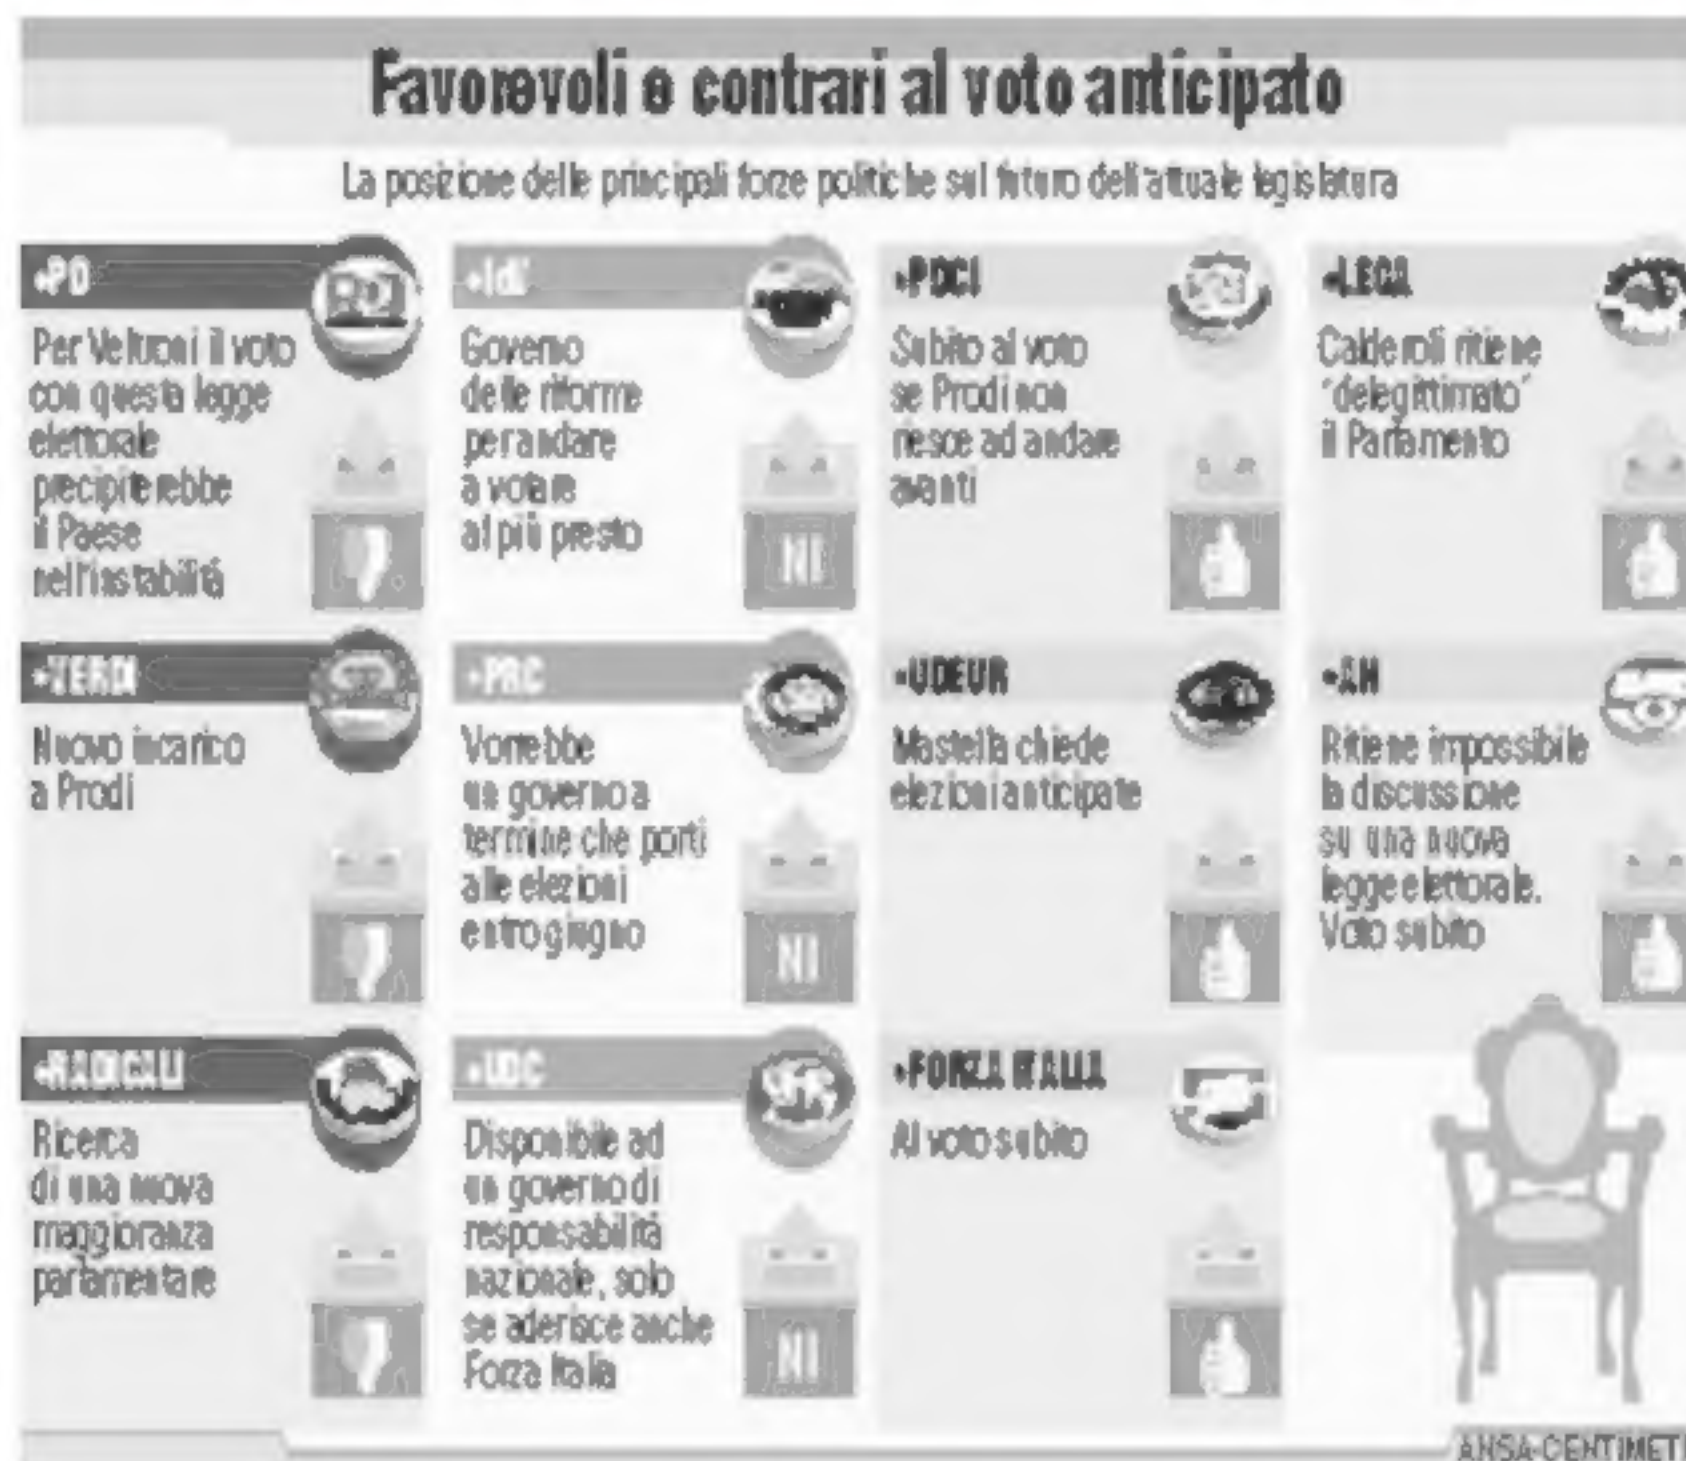 Favorevoli e contrari al voto anticipato
La posizione delle principali forze politiche sul futuro dell'attuale legislatura
•PD
Per Veltroni il voto
con questa legge
elettorale
precipiterebbe
il Paese
nell'instabilità
•IdV
Governo
delle riforme
per andare
a votare
al più presto
NI
•PDCI
Subito al voto
se Prodi non
riesce ad andare
avanti
•LEGA
Calderoli ritiene
"delegittimato"
il Parlamento
•VERDI
Nuovo incarico
a Prodi
•PRC
Vorrebbe
un governo a
termine che porti
alle elezioni
entro giugno
NI
•UDEUR
Mastella chiede
elezioni anticipate
•AN
Ritiene impossibile
la discussione
su una nuova
legge elettorale.
Voto subito
•RADICALI
Ricerca
di una nuova
maggioranza
parlamentare
•UDC
Disponibile ad
un governo di
responsabilità
nazionale, solo
se aderisce anche
Forza Italia
NI
•FORZA ITALIA
Al voto subito
ANSA-CENTIMET